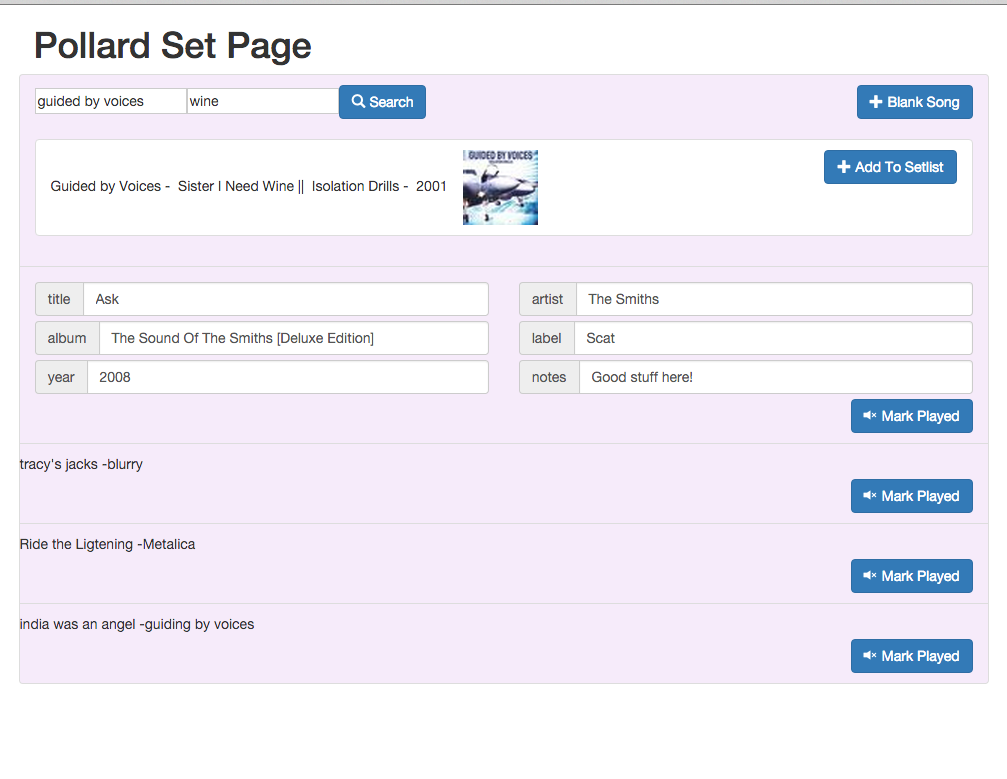 Pollard Set Page
guided by voices wine Search Blank Song
GUIDED BY VOICES
Guided by Voices - Sister I Need Wine || Isolation Drills - 2001 Add To Setlist
title Ask artist The Smiths
album The Sound Of The Smiths [Deluxe Edition] label Scat
year 2008 notes Good stuff here!
Mark Played
tracy's jacks -blurry
Mark Played
Ride the Ligtening -Metalica
Mark Played
india was an angel -guiding by voices
Mark Played